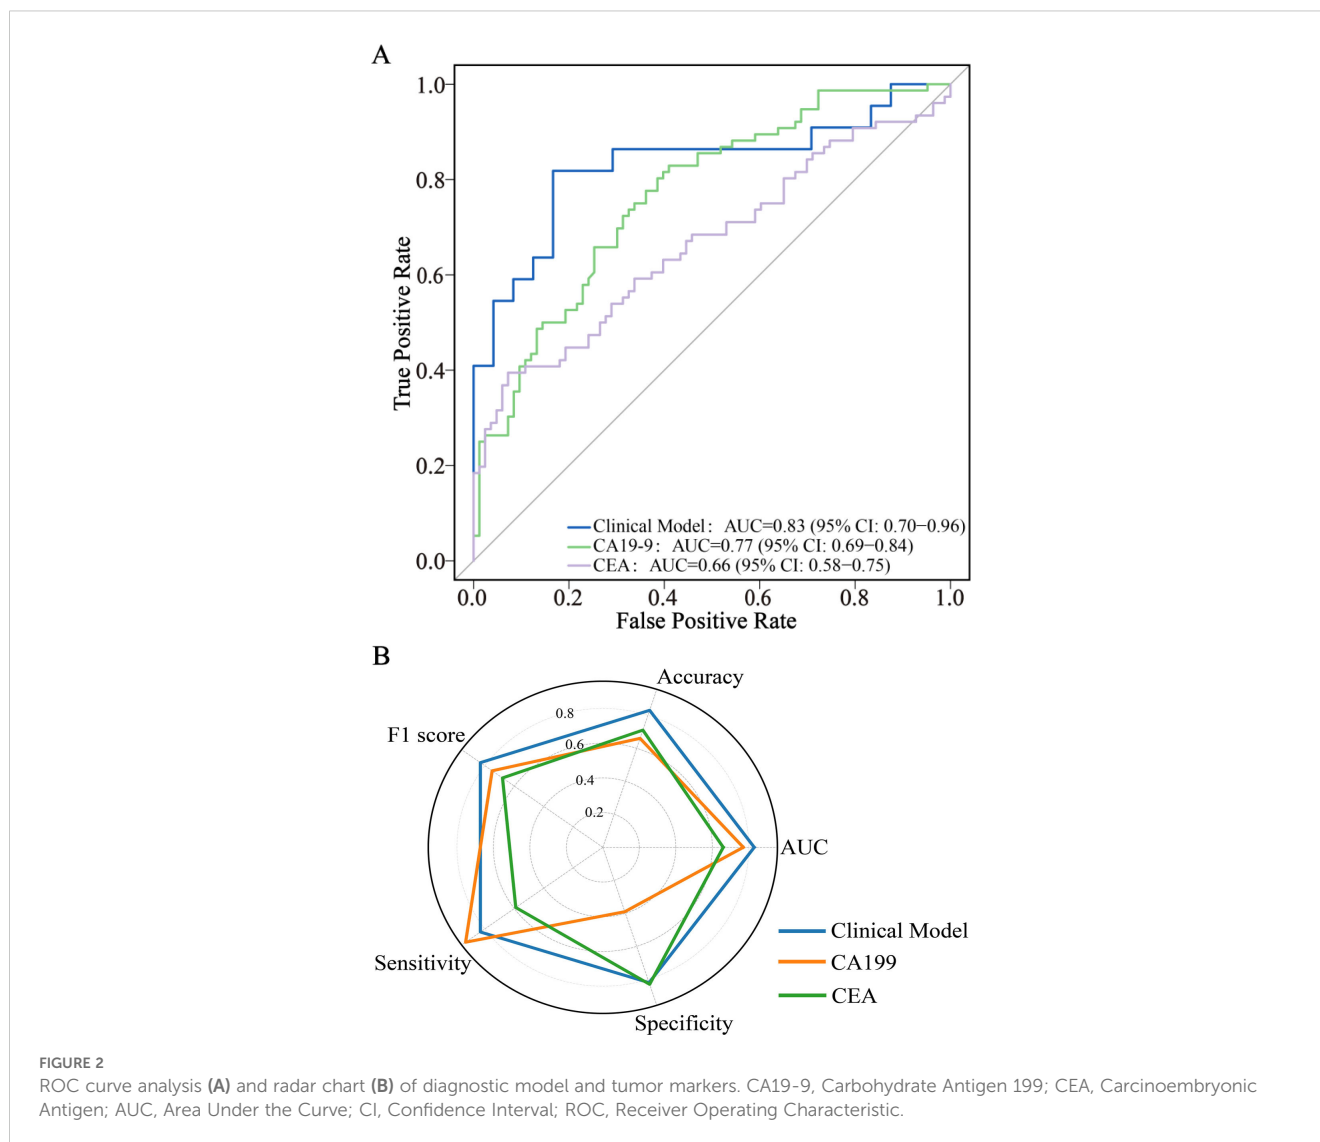 A
1.0
0.8
0.6
0.4
0.2
0.0
True Positive Rate
Clinical Model: AUC=0.83 (95% CI: 0.70−0.96)
CA19-9: AUC=0.77 (95% CI: 0.69−0.84)
CEA: AUC=0.66 (95% CI: 0.58−0.75)
0.0 0.2 0.4 0.6 0.8 1.0
False Positive Rate
B
Accuracy
0.8
F1 score
0.6
0.4
0.2
AUC
Clinical Model
Sensitivity
CA199
CEA
Specificity
FIGURE 2
ROC curve analysis (A) and radar chart (B) of diagnostic model and tumor markers. CA19-9, Carbohydrate Antigen 199; CEA, Carcinoembryonic
Antigen; AUC, Area Under the Curve; CI, Confidence Interval; ROC, Receiver Operating Characteristic.